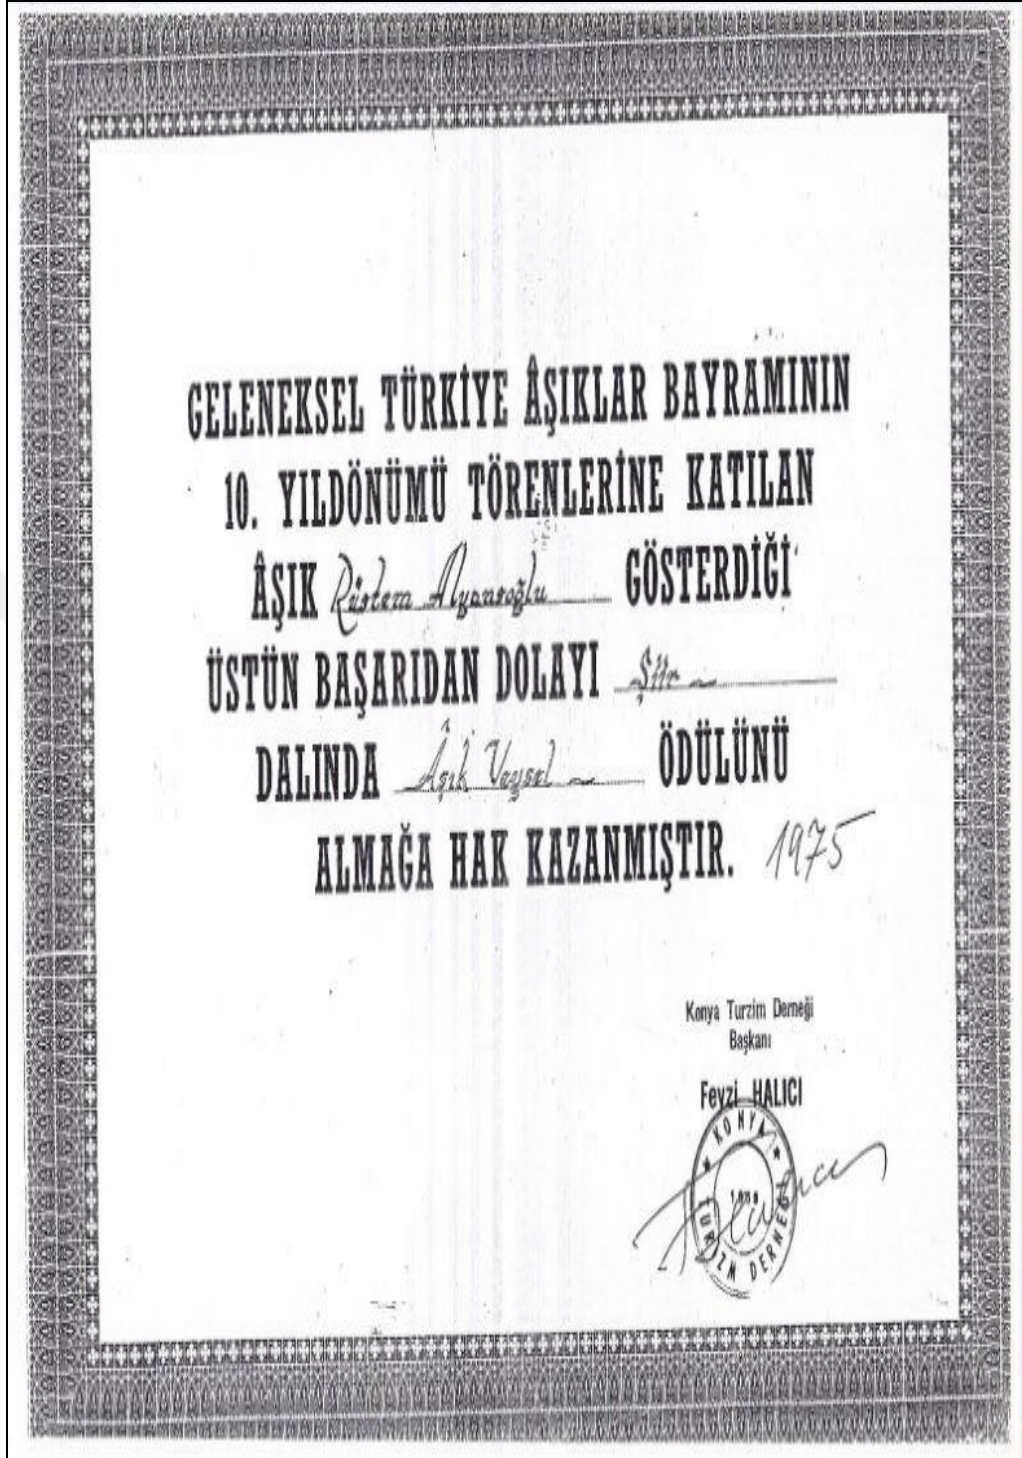 GELENEKSEL TÜRKİYE ÂŞIKLAR BAYRAMININ
10. YILDÖNÜMÜ TÖRENLERİNE KATILAN
ÂŞIK Rüstem Alyansoğlu GÖSTERDİĞİ
ÜSTÜN BAŞARIDAN DOLAYI Şiir
DALINDA Âşık Veysel ÖDÜLÜNÜ
ALMAĞA HAK KAZANMIŞTIR. 1975
Konya Turzim Derneği
Başkanı
Feyzi HALICI
KONYA
TURİZM DERNEĞİ